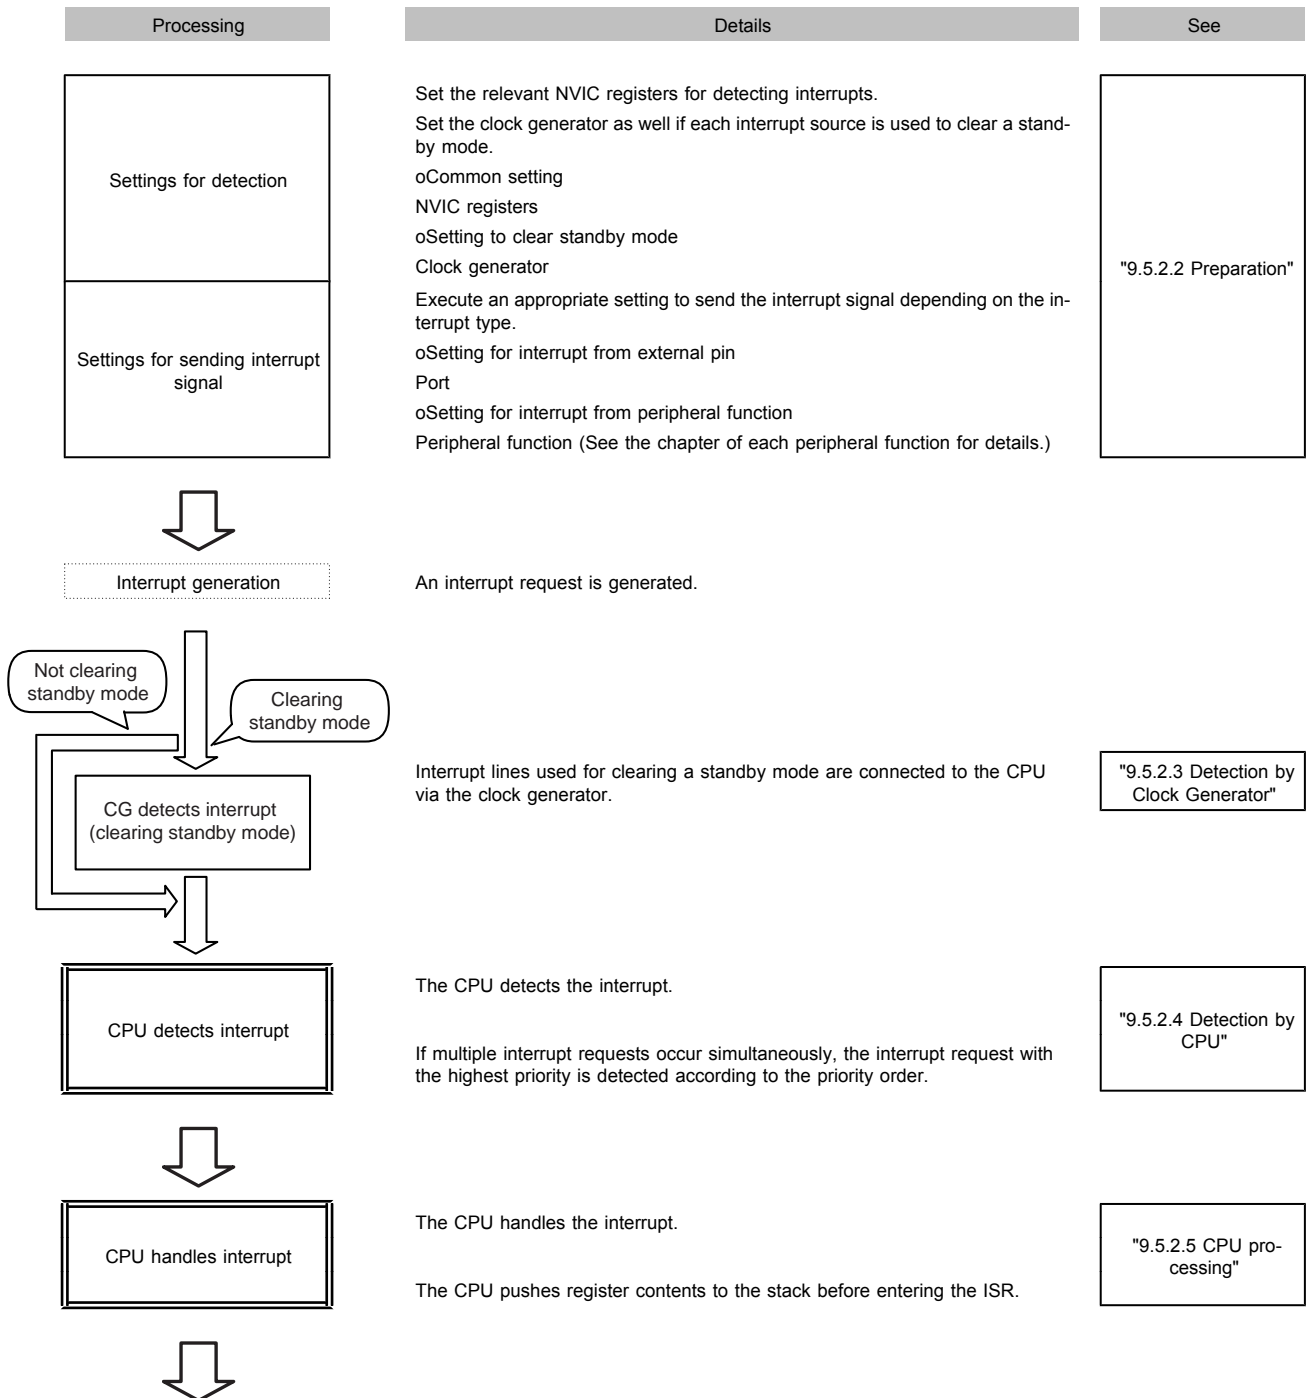 Processing
Details
See
Settings for detection
Set the relevant NVIC registers for detecting interrupts.
Set the clock generator as well if each interrupt source is used to clear a stand-
by mode.
oCommon setting
NVIC registers
oSetting to clear standby mode
Clock generator
"9.5.2.2 Preparation"
Settings for sending interrupt
signal
Execute an appropriate setting to send the interrupt signal depending on the in-
terrupt type.
oSetting for interrupt from external pin
Port
oSetting for interrupt from peripheral function
Peripheral function (See the chapter of each peripheral function for details.)
Interrupt generation
An interrupt request is generated.
Not clearing
standby mode
Clearing
standby mode
CG detects interrupt
(clearing standby mode)
Interrupt lines used for clearing a standby mode are connected to the CPU
via the clock generator.
"9.5.2.3 Detection by
Clock Generator"
CPU detects interrupt
The CPU detects the interrupt.
If multiple interrupt requests occur simultaneously, the interrupt request with
the highest priority is detected according to the priority order.
"9.5.2.4 Detection by
CPU"
CPU handles interrupt
The CPU handles the interrupt.
The CPU pushes register contents to the stack before entering the ISR.
"9.5.2.5 CPU pro-
cessing"